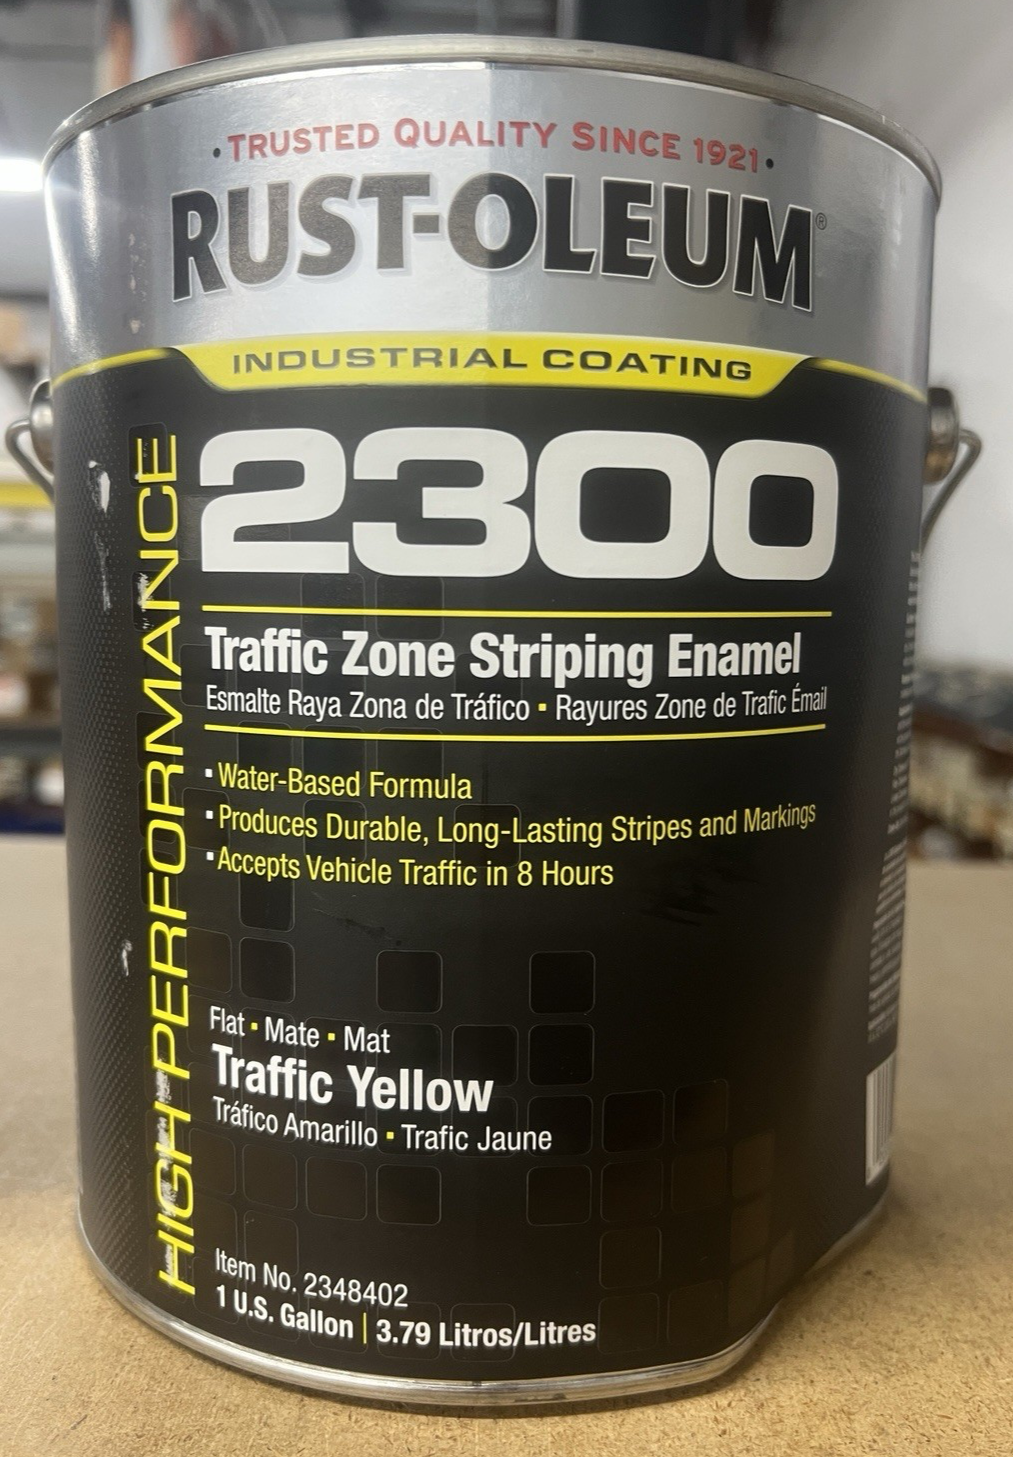 • TRUSTED QUALITY SINCE 1921 •
RUST-OLEUM®
INDUSTRIAL COATING
HIGH PERFORMANCE
2300
Traffic Zone Striping Enamel
Esmalte Raya Zona de Tráfico ▪ Rayures Zone de Trafic Émail
▪ Water-Based Formula
▪ Produces Durable, Long-Lasting Stripes and Markings
▪ Accepts Vehicle Traffic in 8 Hours
Flat ▪ Mate ▪ Mat
Traffic Yellow
Tráfico Amarillo ▪ Trafic Jaune
Item No. 2348402
1 U.S. Gallon | 3.79 Litros/Litres